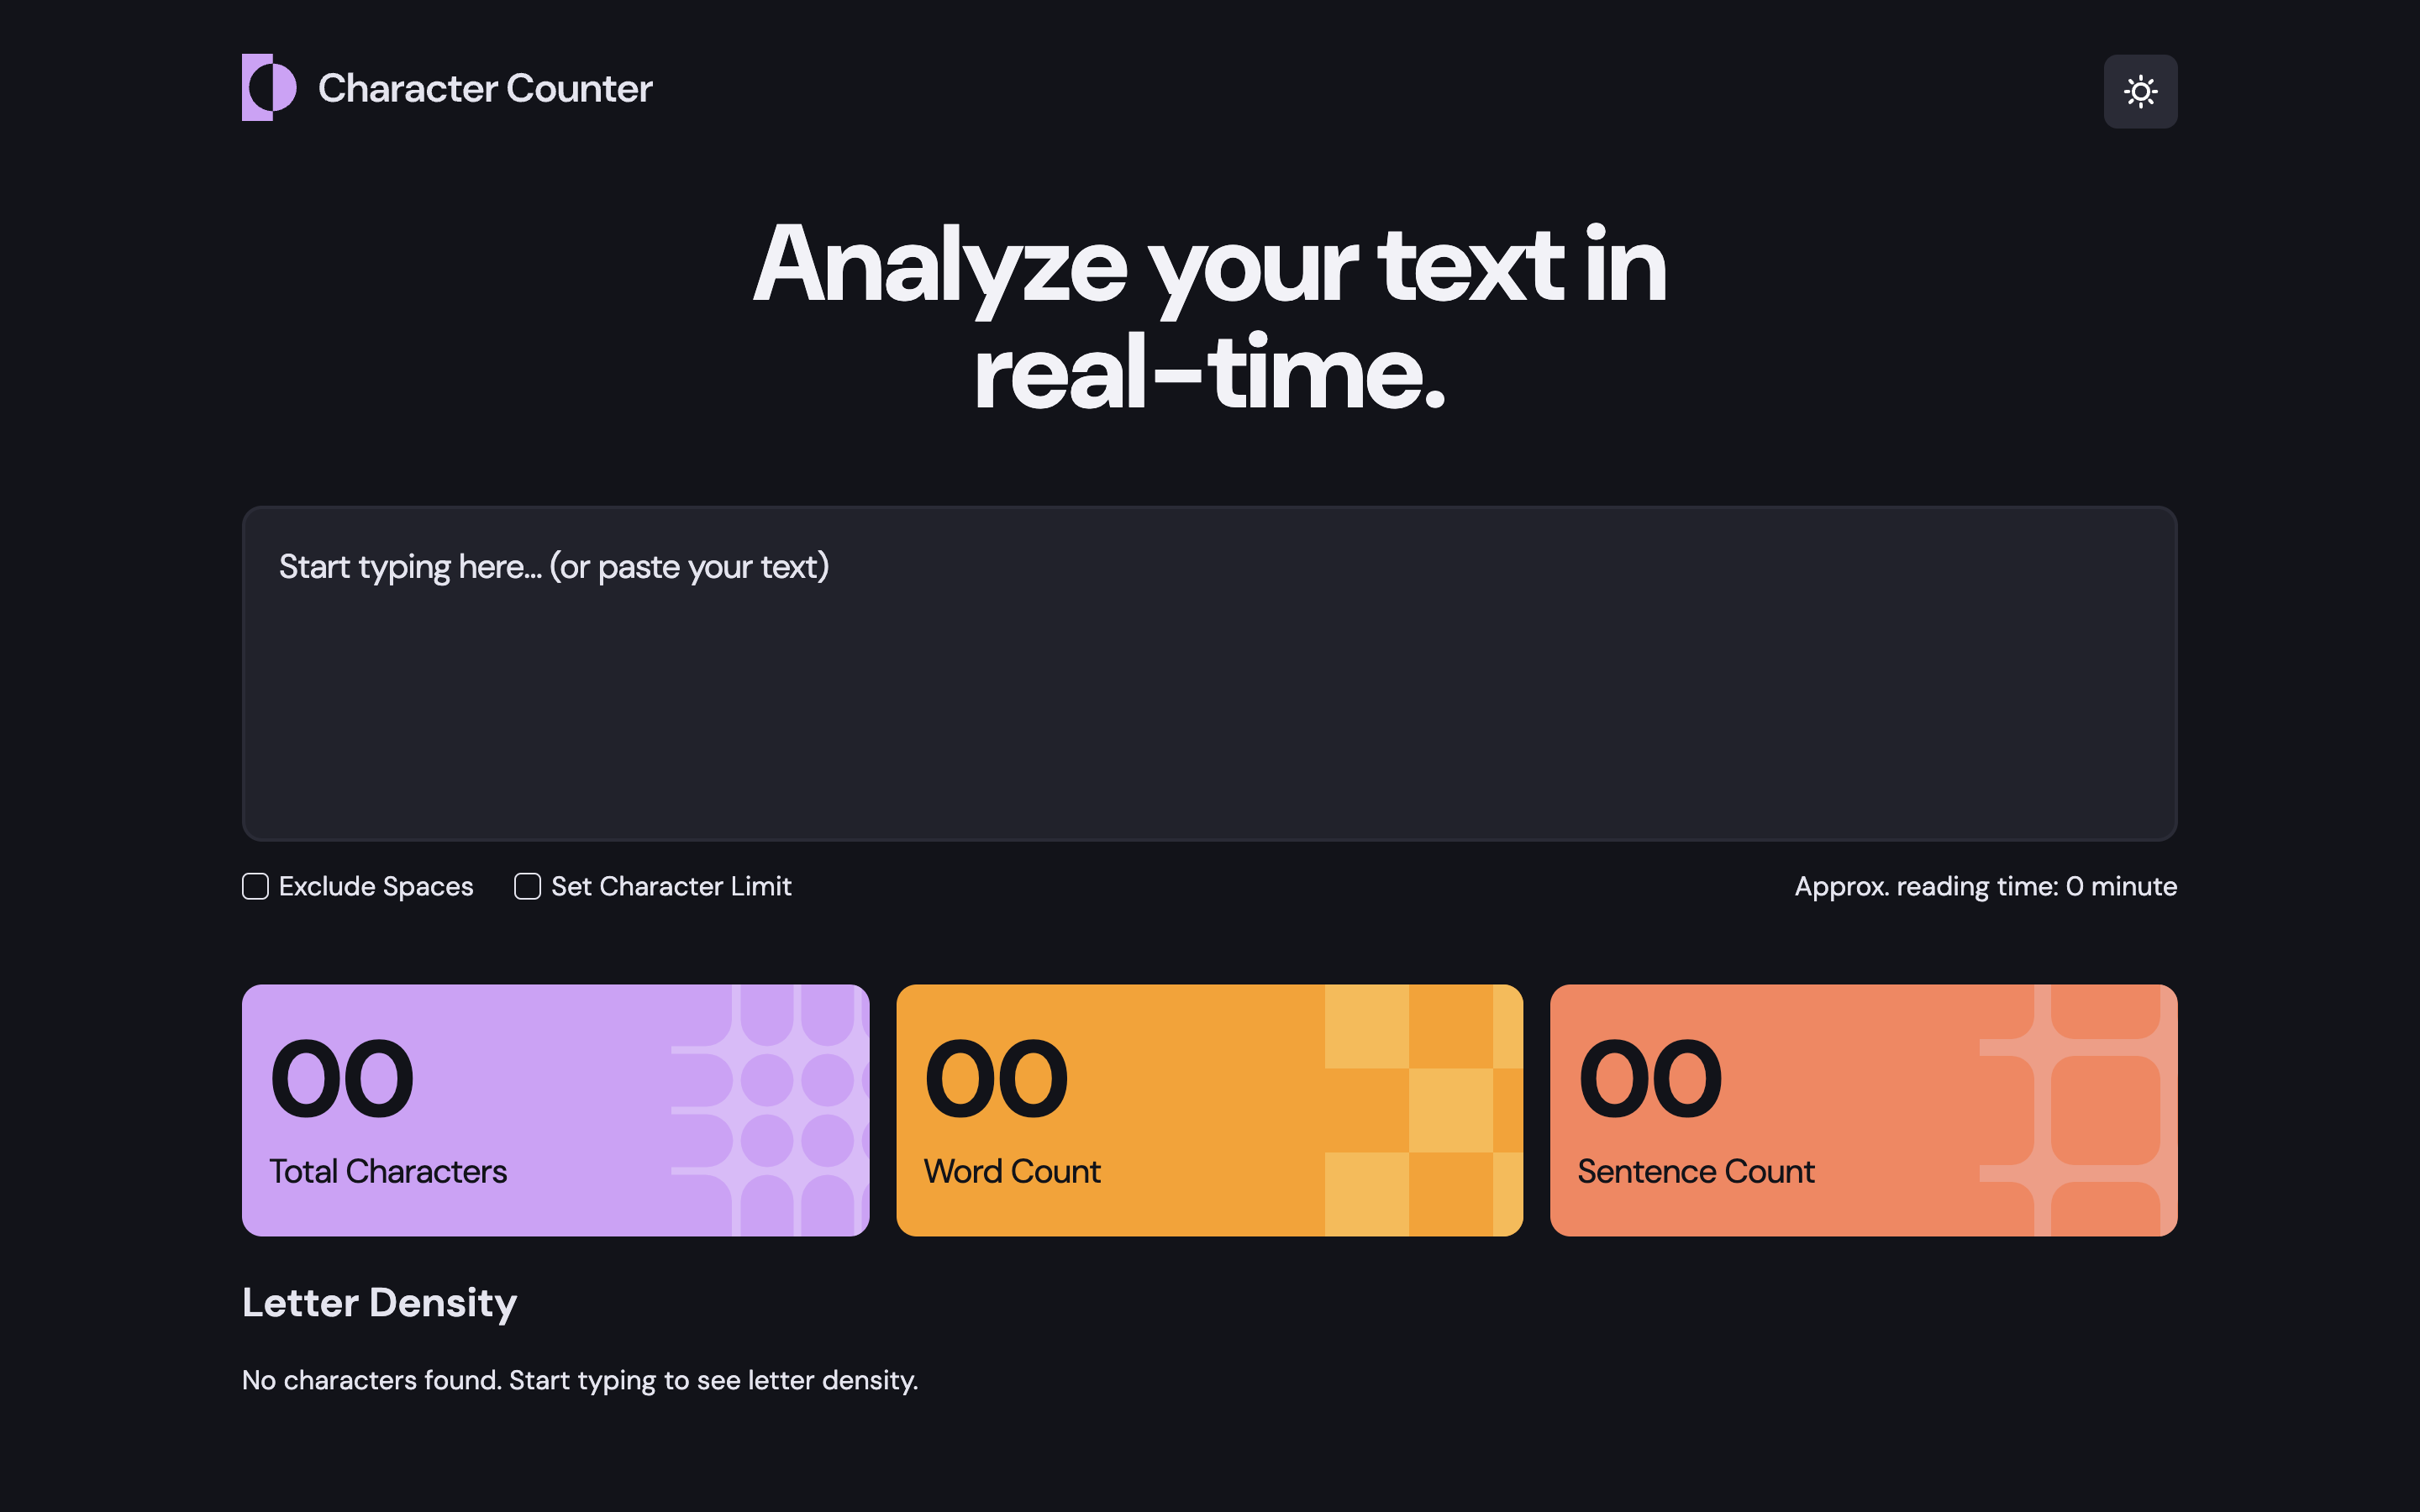 Character Counter
Analyze your text in
real-time.
Start typing here... (or paste your text)
Exclude Spaces
Set Character Limit
Approx. reading time: 0 minute
00
Total Characters
00
Word Count
00
Sentence Count
Letter Density
No characters found. Start typing to see letter density.